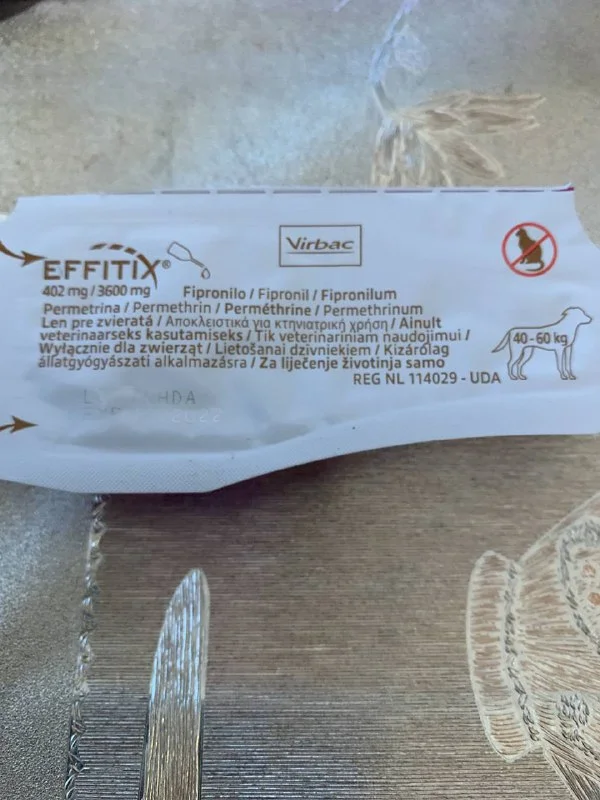 Virbac
EFFITIX®
402 mg / 3600 mg
Fipronilo / Fipronil / Fipronilum
Permetrina / Permethrin / Perméthrine / Permethrinum
Len pre zvieratá / Αποκλειστικά για κτηνιατρική χρήση / Ainult
veterinaarseks kasutamiseks / Tik veterinariniam naudojimui /
Wyłącznie dla zwierząt / Lietošanai dzīvniekiem / Kizárólag
állatgyógyászati alkalmazásra / Za liječenje životinja samo
REG NL 114029 - UDA
40 - 60 kg